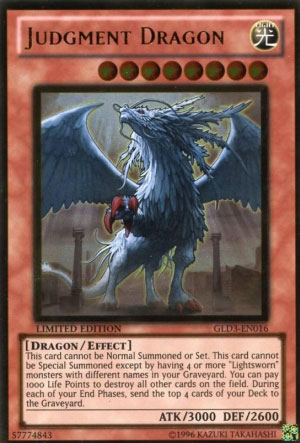 JUDGMENT DRAGON
LIGHT
光
LIMITED EDITION GLD3-EN016
[DRAGON / EFFECT]
This card cannot be Normal Summoned or Set. This card cannot
be Special Summoned except by having 4 or more "Lightsworn"
monsters with different names in your Graveyard. You can pay
1000 Life Points to destroy all other cards on the field. During
each of your End Phases, send the top 4 cards of your Deck to
the Graveyard.
ATK/3000 DEF/2600
57774843 ©1996 KAZUKI TAKAHASHI